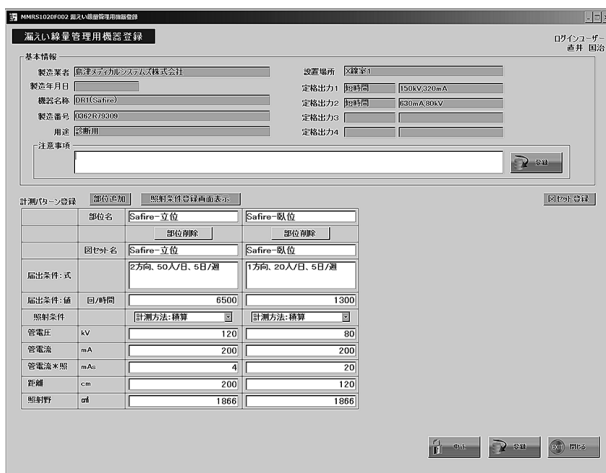 MMRS1020F002 漏えい線量管理用機器登録
漏えい線量管理用機器登録
ログインユーザー
直井 国治
基本情報
製造業者 島津メディカルシステムズ株式会社
設置場所 X線室1
製造年月日
定格出力1 短時間 150kV,320mA
機器名称 DR1(Safire)
定格出力2 短時間 630mA,80kV
製造番号 0362R79309
定格出力3
用途 診断用
定格出力4
注意事項
登録
計測パターン登録 部位追加 照射条件登録画面表示 図セット登録
部位名 Safire-立位 Safire-臥位
部位削除 部位削除
図セット名 Safire-立位 Safire-臥位
届出条件:式 2方向、50人/日、5日/週 1方向、20人/日、5日/週
届出条件:値 回/時間 6500 1300
照射条件 計測方法:積算 計測方法:積算
管電圧 kV 120 80
管電流 mA 200 200
管電流*照 mAs 4 20
距離 cm 200 120
照射野 cm² 1866 1866
登録 閉じる